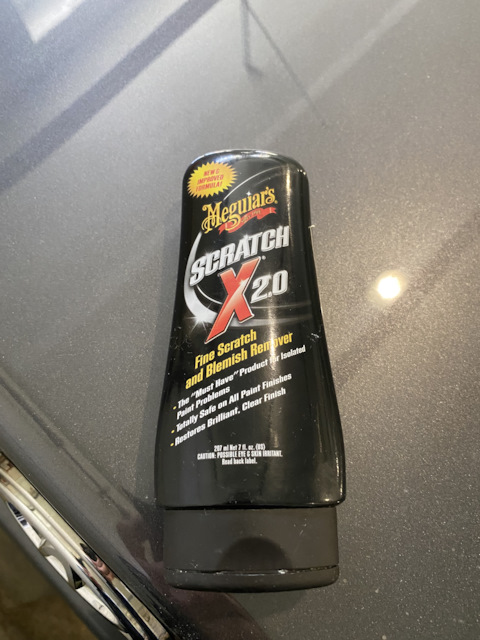 NEW &
IMPROVED
FORMULA!
Meguiar's
SCRATCH
X 2.0
Fine Scratch
and Blemish Remover
• The "Must Have" Product for Isolated
Paint Problems
• Totally Safe on All Paint Finishes
• Restores Brilliant, Clear Finish
207 ml Net 7 fl. oz. (US)
CAUTION: POSSIBLE EYE & SKIN IRRITANT.
Read back label.